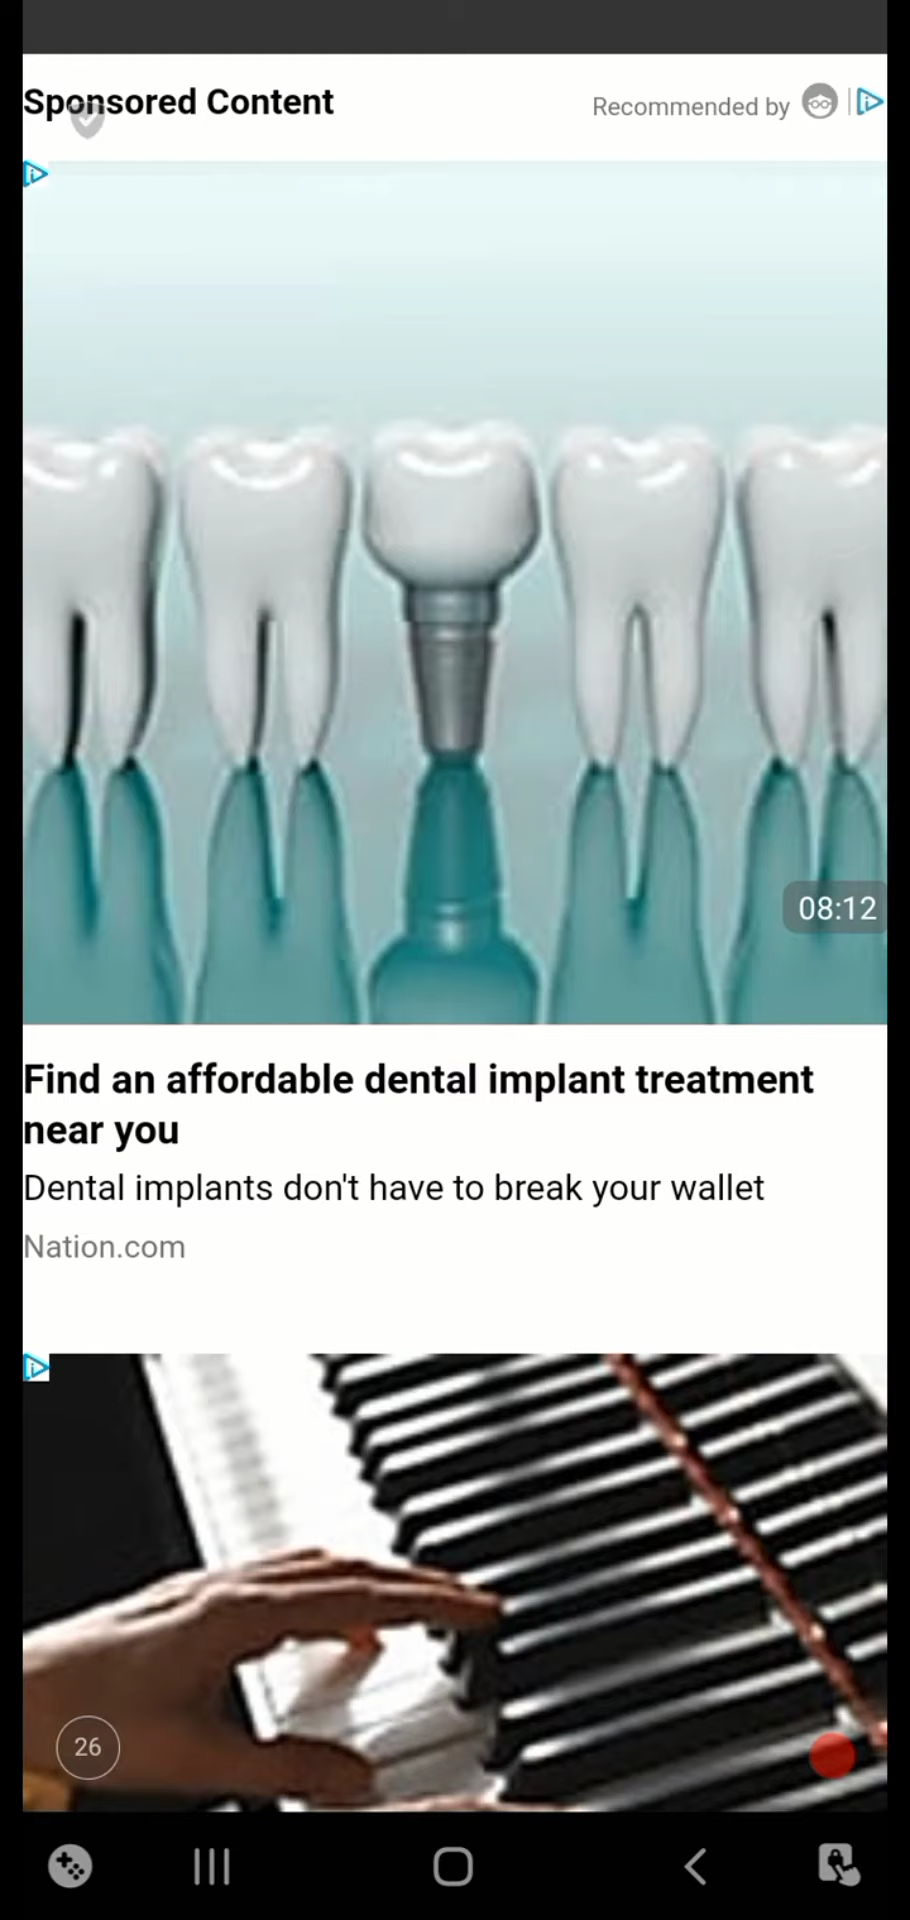 Sponsored Content
Recommended by
08:12
Find an affordable dental implant treatment
near you
Dental implants don't have to break your wallet
Nation.com
26